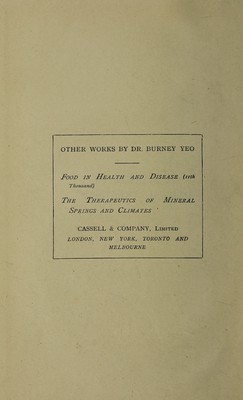 OTHER WORKS BY DR. BURNEY YEO
FOOD IN HEALTH AND DISEASE (11th
Thousand)
THE THERAPEUTICS OF MINERAL
SPRINGS AND CLIMATES
CASSELL & COMPANY, LIMITED
LONDON, NEW YORK, TORONTO AND
MELBOURNE